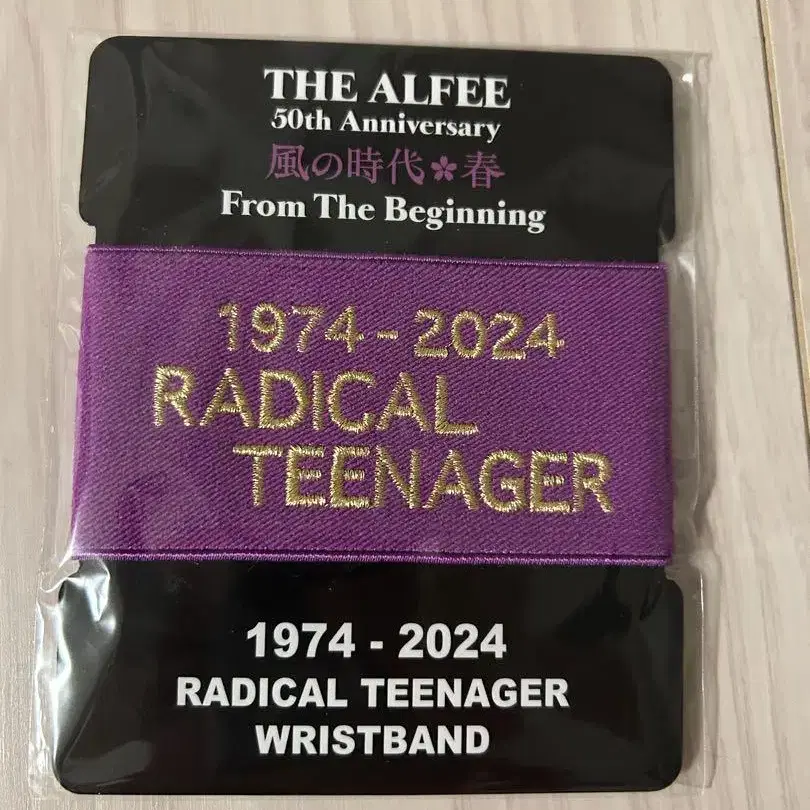 THE ALFEE
50th Anniversary
風の時代✽春
From The Beginning
1974-2024
RADICAL
TEENAGER
1974 - 2024
RADICAL TEENAGER
WRISTBAND